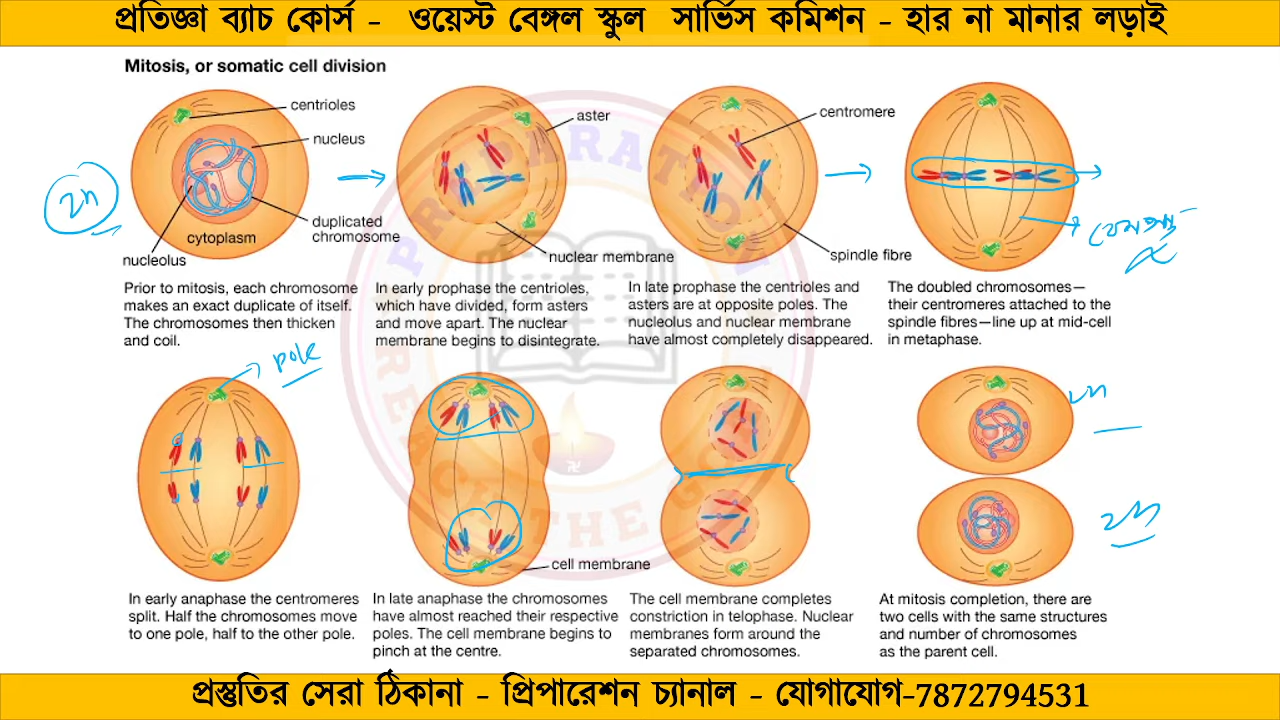 প্রতিজ্ঞা ব্যাচ কোর্স - ওয়েস্ট বেঙ্গল স্কুল সার্ভিস কমিশন - হার না মানার লড়াই
Mitosis, or somatic cell division
centrioles
nucleus
duplicated
chromosome
cytoplasm
nucleolus
2n
Prior to mitosis, each chromosome
makes an exact duplicate of itself.
The chromosomes then thicken
and coil.
aster
nuclear membrane
In early prophase the centrioles,
which have divided, form asters
and move apart. The nuclear
membrane begins to disintegrate.
centromere
spindle fibre
In late prophase the centrioles and
asters are at opposite poles. The
nucleolus and nuclear membrane
have almost completely disappeared.
The doubled chromosomes—
their centromeres attached to the
spindle fibres—line up at mid-cell
in metaphase.
pole
In early anaphase the centromeres
split. Half the chromosomes move
to one pole, half to the other pole.
cell membrane
In late anaphase the chromosomes
have almost reached their respective
poles. The cell membrane begins to
pinch at the centre.
The cell membrane completes
constriction in telophase. Nuclear
membranes form around the
separated chromosomes.
2n
2n
At mitosis completion, there are
two cells with the same structures
and number of chromosomes
as the parent cell.
PREPARATION
THE
প্রস্তুতির সেরা ঠিকানা - প্রিপারেশন চ্যানাল - যোগাযোগ-7872794531